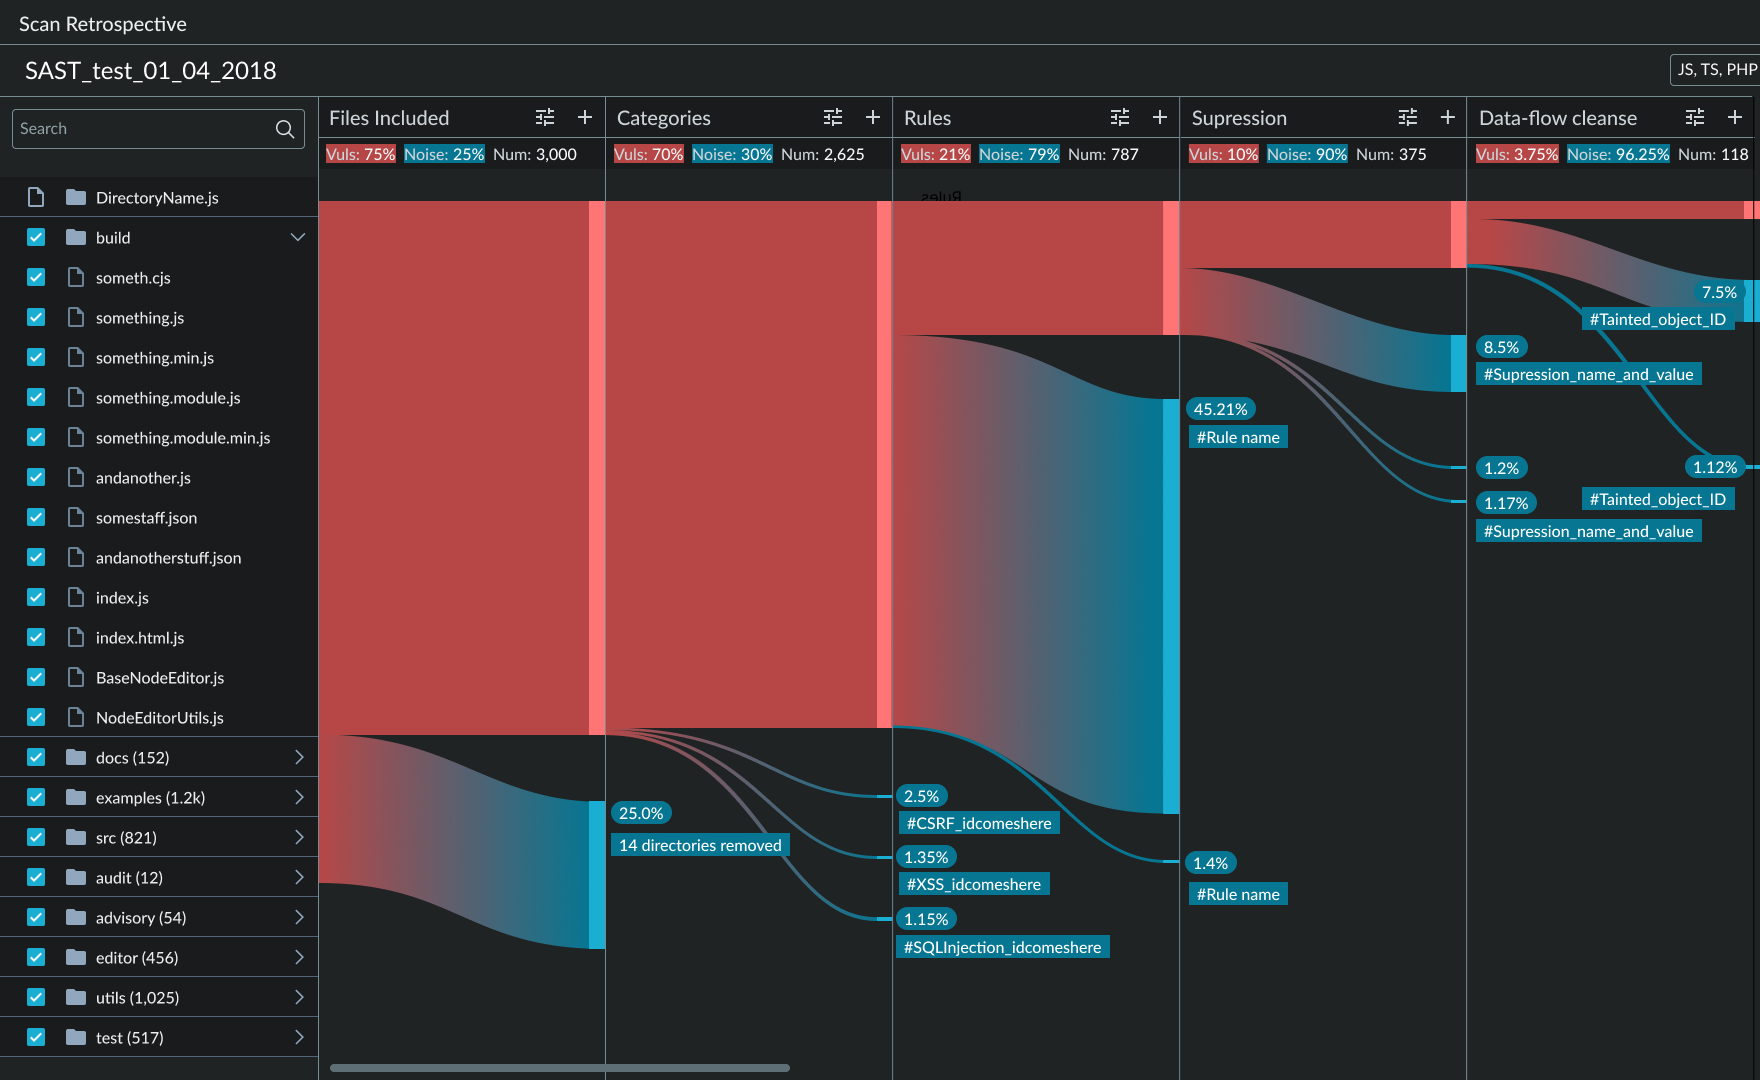 Scan Retrospective
SAST_test_01_04_2018
JS, TS, PHP
Search
Files Included
Categories
Rules
Supression
Data-flow cleanse
Vuls: 75% Noise: 25% Num: 3,000
Vuls: 70% Noise: 30% Num: 2,625
Vuls: 21% Noise: 79% Num: 787
Vuls: 10% Noise: 90% Num: 375
Vuls: 3.75% Noise: 96.25% Num: 118
DirectoryName.js
build
someth.cjs
something.js
something.min.js
something.module.js
something.module.min.js
andanother.js
somestaff.json
andanotherstuff.json
index.js
index.html.js
BaseNodeEditor.js
NodeEditorUtils.js
docs (152)
examples (1.2k)
src (821)
audit (12)
advisory (54)
editor (456)
utils (1,025)
test (517)
25.0%
14 directories removed
Rules
2.5%
#CSRF_idcomeshere
1.35%
#XSS_idcomeshere
1.15%
#SQLInjection_idcomeshere
45.21%
#Rule name
1.4%
#Rule name
8.5%
#Supression_name_and_value
1.2%
1.17%
#Supression_name_and_value
7.5%
#Tainted_object_ID
1.12%
#Tainted_object_ID